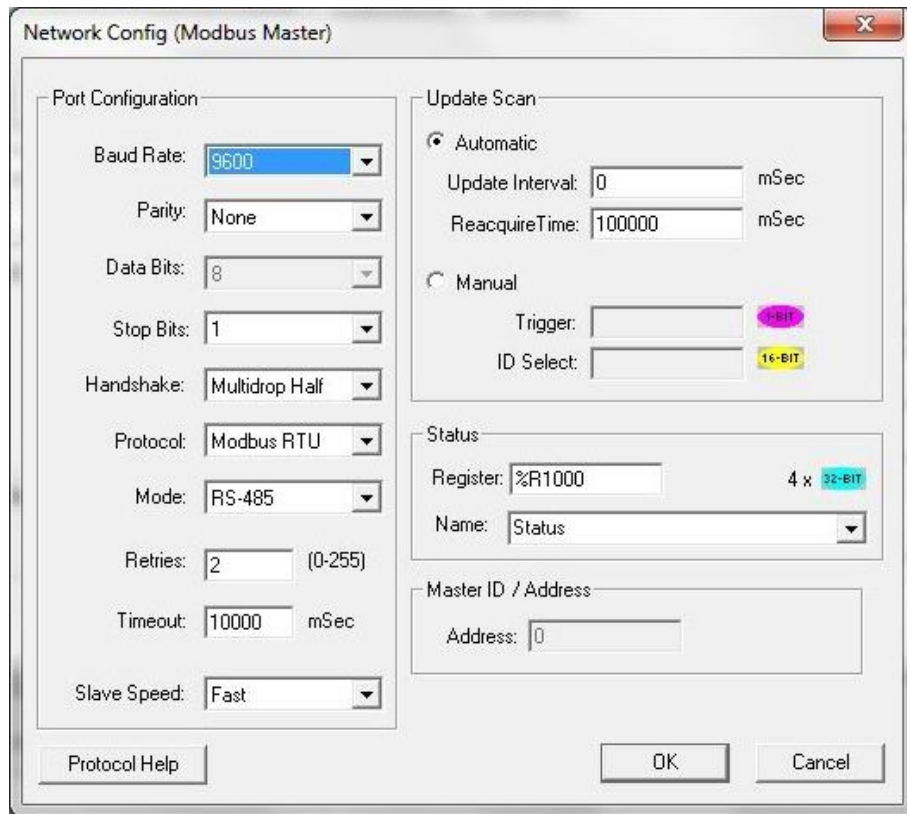 Network Config (Modbus Master)
Port Configuration
Baud Rate: 9600
Parity: None
Data Bits: 8
Stop Bits: 1
Handshake: Multidrop Half
Protocol: Modbus RTU
Mode: RS-485
Retries: 2 (0-255)
Timeout: 10000 mSec
Slave Speed: Fast
Protocol Help
Update Scan
Automatic
Update Interval: 0 mSec
ReacquireTime: 100000 mSec
Manual
Trigger: 1-BIT
ID Select: 16-BIT
Status
Register: %R1000 4 x 32-BIT
Name: Status
Master ID / Address
Address: 0
OK Cancel